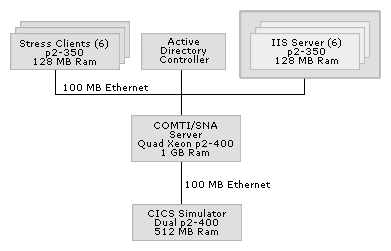 Stress Clients (6)
p2-350
128 MB Ram
Active
Directory
Controller
IIS Server (6)
p2-350
128 MB Ram
100 MB Ethernet
COMTI/SNA
Server
Quad Xeon p2-400
1 GB Ram
100 MB Ethernet
CICS Simulator
Dual p2-400
512 MB Ram